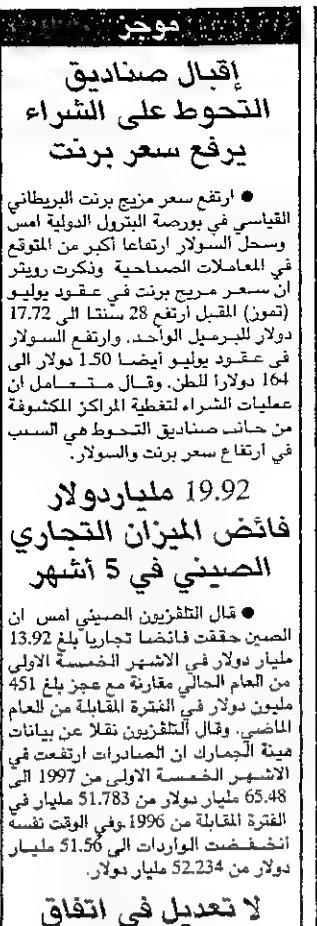 موجز
إقبال صناديق
التحوط على الشراء
يرفع سعر برنت
● ارتفع سعر مزيج برنت البريطاني
القياسي في بورصة البترول الدولية امس
وسجل السولار ارتفاعا أكبر من المتوقع
في المعاملات الصباحية وذكرت رويتر
ان سعر مزيج برنت في عقود يوليو
(تموز) المقبل أرتفع 28 سنتا الى 17.72
دولار للبرميل الواحد. وارتفع السولار
في عقود يوليو أيضا 1.50 دولار الى
164 دولارا للطن. وقال متعامل ان
عمليات الشراء لتغطية المراكز المكشوفة
من جانب صناديق التحوط هي السبب
في أرتفاع سعر برنت والسولار.
19.92 ملياردولار
فائض الميزان التجاري
الصيني في 5 أشهر
● قال التلفزيون الصيني امس ان
الصين حققت فائضا تجاريا بلغ 13.92
مليار دولار في الاشهر الخمسة الاولى
من العام الحالي مقارنة مع عجز بلغ 451
مليون دولار في الفترة المقابلة من العام
الماضي. وقال التلفزيون نقلا عن بيانات
هيئة الجمارك ان الصادرات ارتفعت في
الاشهر الخمسة الاولى من 1997 الى
65.48 مليار دولار من 51.783 مليار في
الفترة المقابلة من 1996.وفي الوقت نفسه
أنخفضت الواردات الى 51.56 مليار
دولار من 52.234 مليار دولار.
لا تعديل في اتفاق